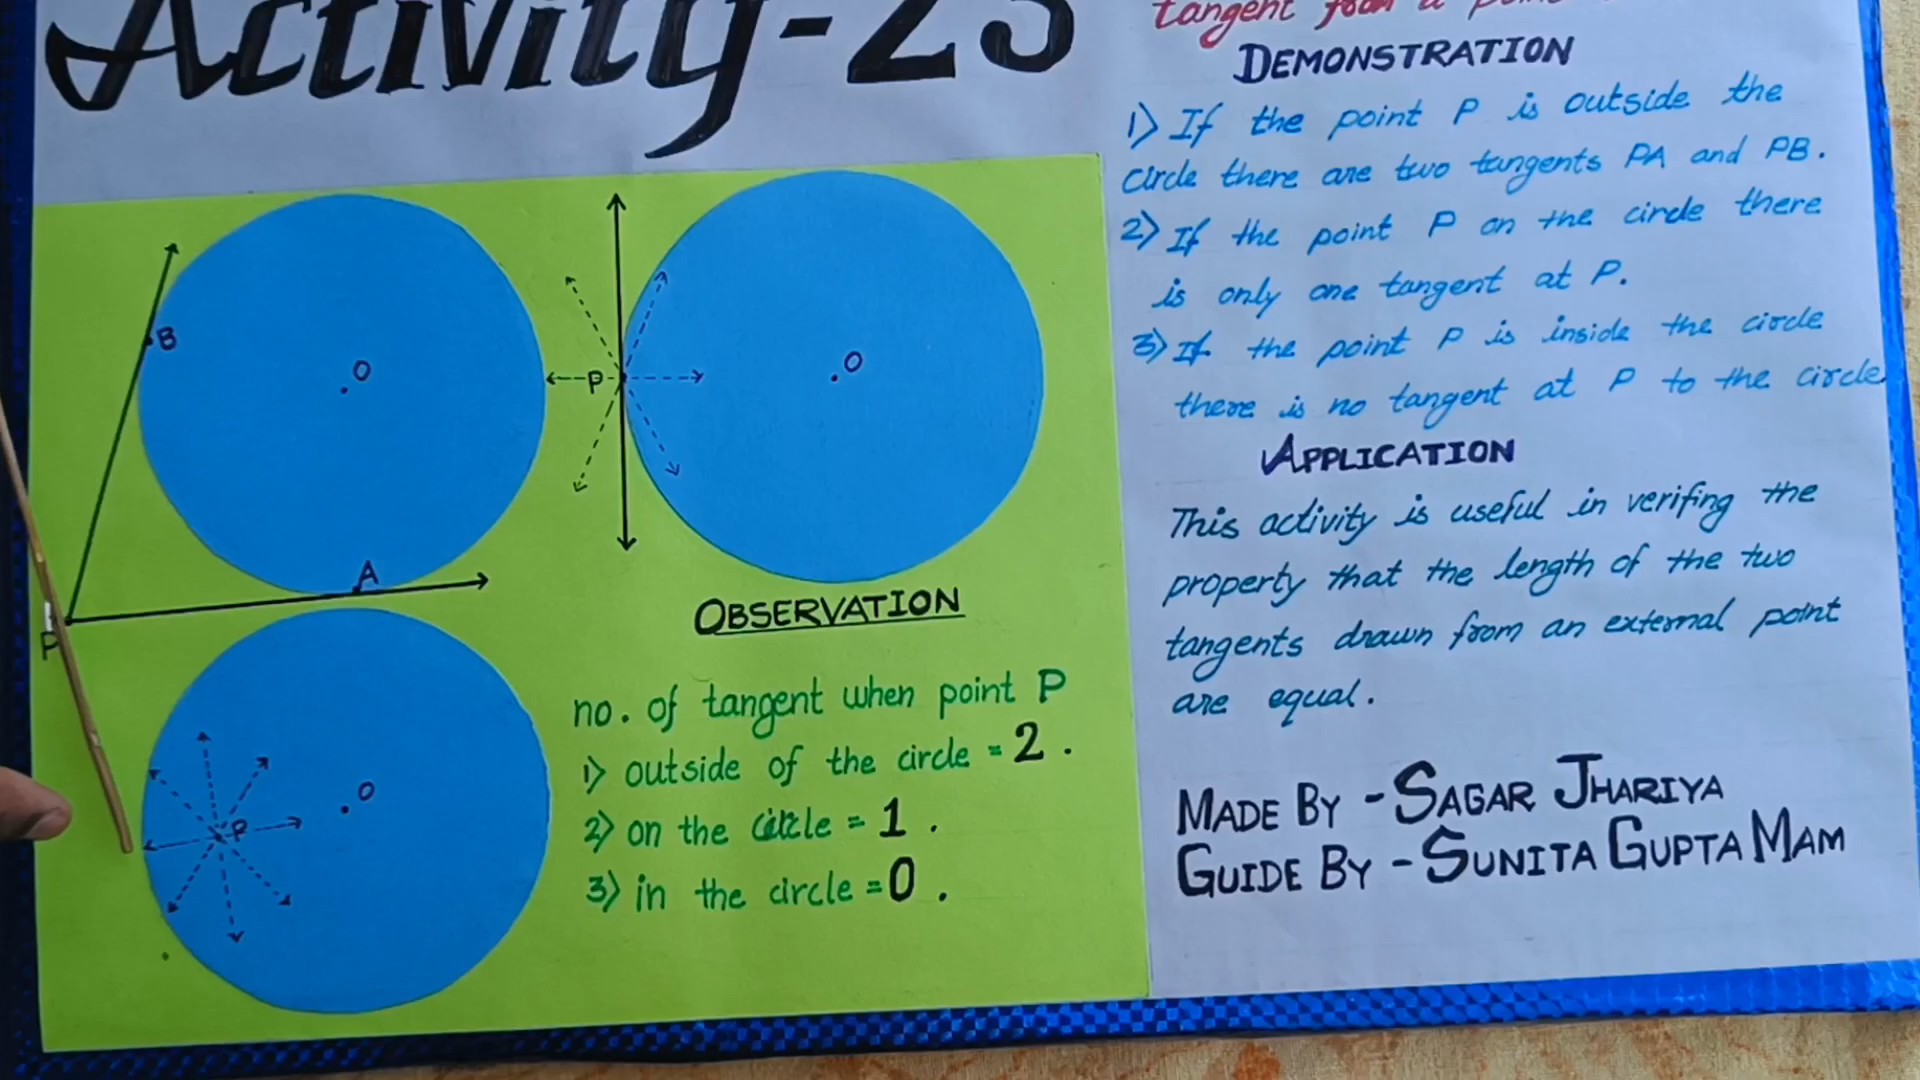 Activity-23
tangent from a point
DEMONSTRATION
1) If the point P is outside the
circle there are two tangents PA and PB.
2) If the point P on the circle there
is only one tangent at P.
3) If the point P is inside the circle
there is no tangent at P to the circle
APPLICATION
This activity is useful in verifing the
property that the length of the two
tangents drawn from an external point
are equal.
MADE BY - SAGAR JHARIYA
GUIDE BY - SUNITA GUPTA MAM
B
O
A
P
P
O
P
O
OBSERVATION
no. of tangent when point P
1) outside of the circle = 2.
2) on the circle = 1.
3) in the circle = 0.